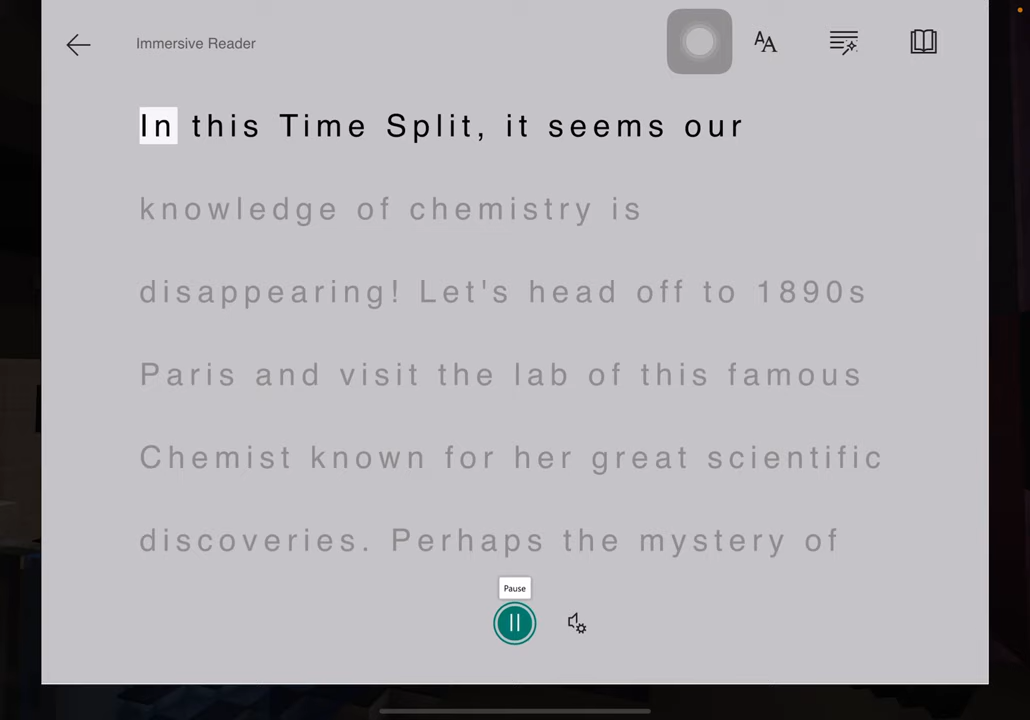 Immersive Reader
AA
In this Time Split, it seems our
knowledge of chemistry is
disappearing! Let's head off to 1890s
Paris and visit the lab of this famous
Chemist known for her great scientific
discoveries. Perhaps the mystery of
Pause